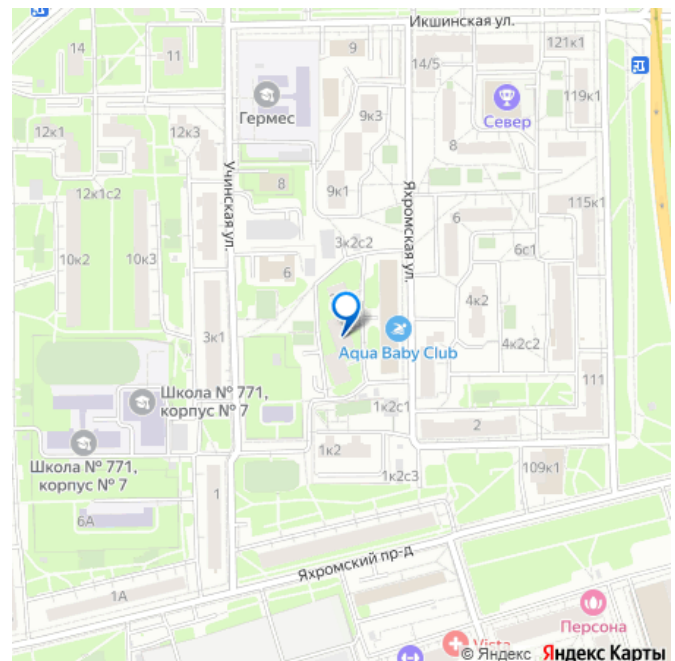 Икшинская ул.
14
11
9
121к1
14/5
119к1
Гермес
Север
9к3
12к1
12к3
8
Учинская ул.
8
9к1
Яхромская ул.
12к1с2
115к1
6
3к2с2
10к2
10к3
6с1
6
4к2
3к1
Aqua Baby Club
4к2с2
111
Школа № 771,
корпус № 7
1к2с1
2
Школа № 771,
корпус № 7
1к2
109к1
1к2с3
1
6А
Яхромский пр-д
1А
Персона
Vista
© Яндекс Яндекс Карты